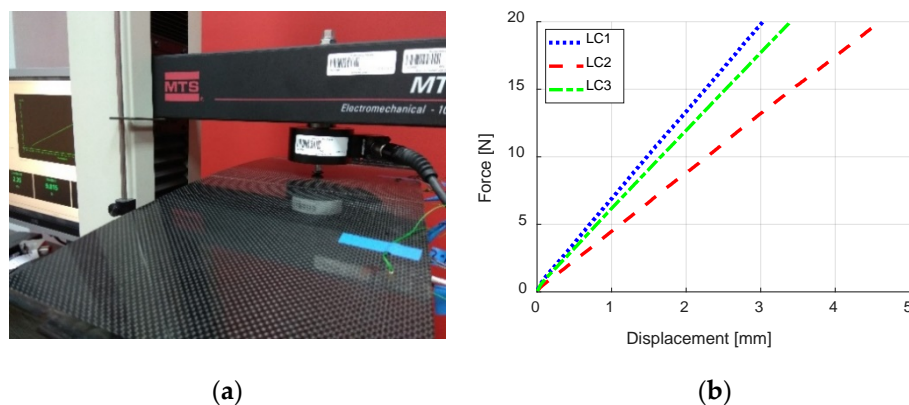 MTS
MT
Electromechanical - 10
20
15
10
5
0
Force [N]
LC1
LC2
LC3
0 1 2 3 4 5
Displacement [mm]
(a) (b)